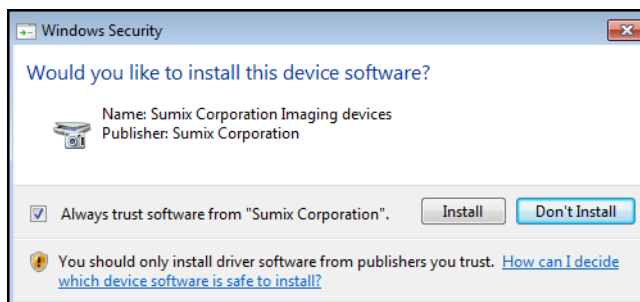 Windows Security
Would you like to install this device software?
Name: Sumix Corporation Imaging devices
Publisher: Sumix Corporation
Always trust software from "Sumix Corporation".
Install
Don't Install
You should only install driver software from publishers you trust. How can I decide
which device software is safe to install?